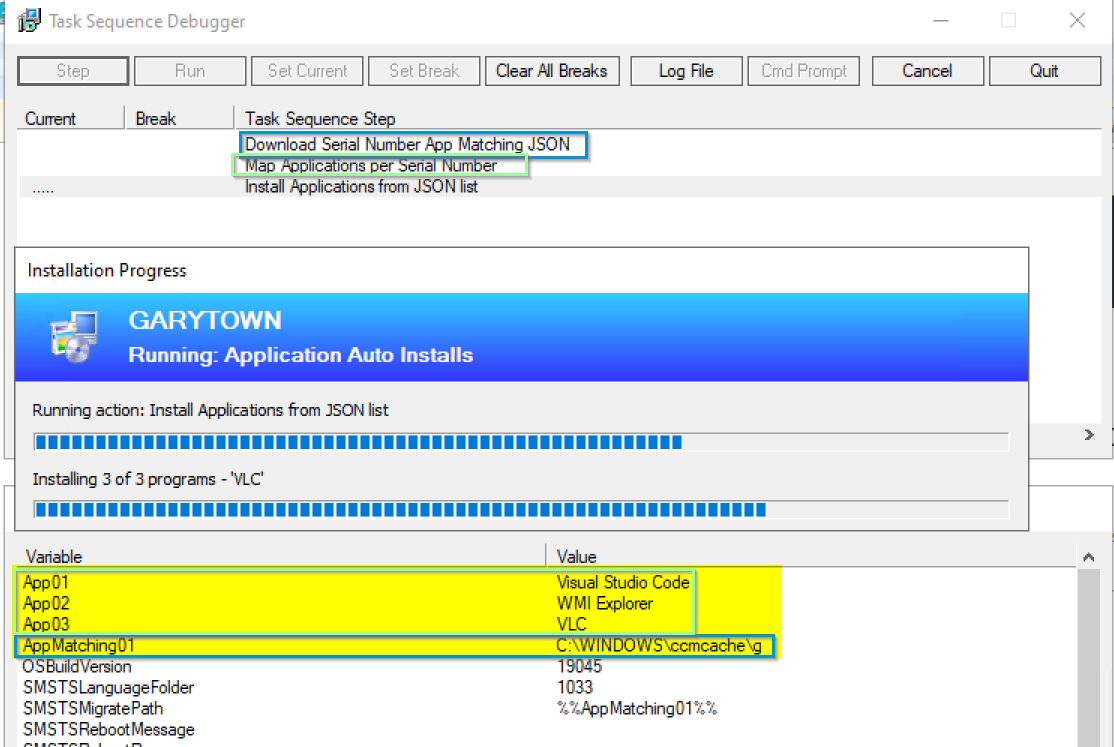 Task Sequence Debugger
Step Run Set Current Set Break Clear All Breaks Log File Cmd Prompt Cancel Quit
Current Break Task Sequence Step
Download Serial Number App Matching JSON
Map Applications per Serial Number
..... Install Applications from JSON list
Installation Progress
GARYTOWN
Running: Application Auto Installs
Running action: Install Applications from JSON list
Installing 3 of 3 programs - 'VLC'
Variable Value
App01 Visual Studio Code
App02 WMI Explorer
App03 VLC
AppMatching01 C:\WINDOWS\ccmcache\g
OSBuildVersion 19045
SMSTSLanguageFolder 1033
SMSTSMigratePath %%AppMatching01%%
SMSTSRebootMessage